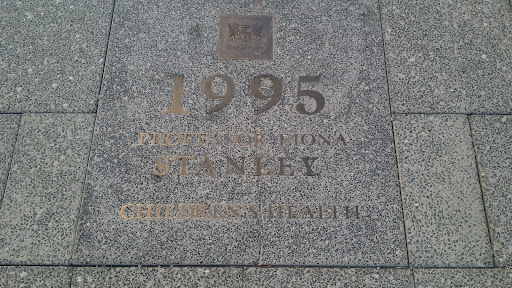 1995
PROFESSOR FIONA
STANLEY
CHILDREN'S HEALTH